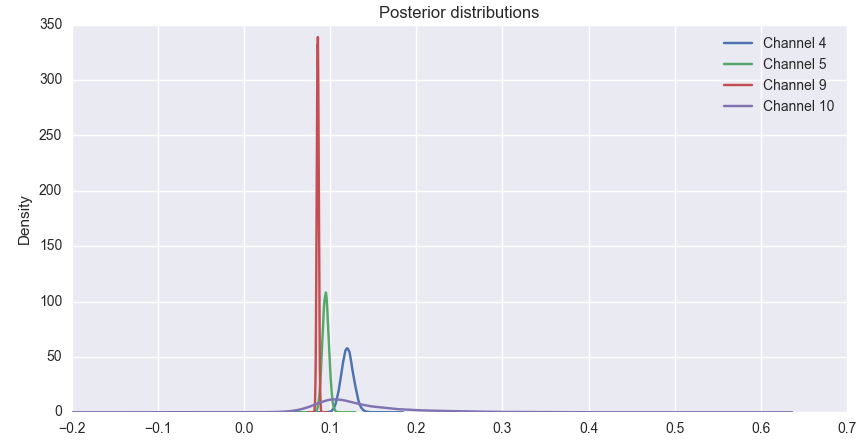 Posterior distributions
350
300
250
200
150
100
50
0
Density
Channel 4
Channel 5
Channel 9
Channel 10
−0.2 −0.1 0.0 0.1 0.2 0.3 0.4 0.5 0.6 0.7